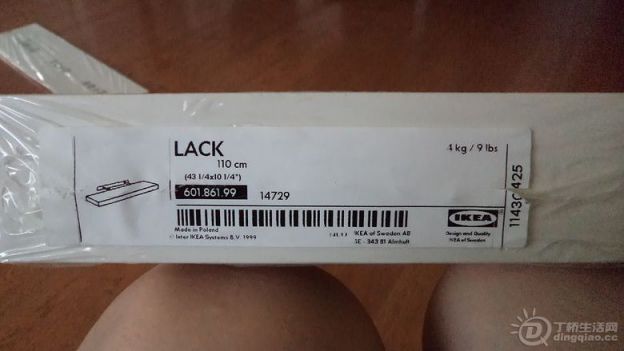 LACK
110 cm
(43 1/4x10 1/4")
601.861.99 14729
4 kg / 9 lbs
Made in Poland
© Inter IKEA Systems B.V. 1999
IKEA of Sweden AB
SE - 343 81 Älmhult
IKEA
Design and Quality
IKEA of Sweden
425
丁桥生活网
dingqiao.cc